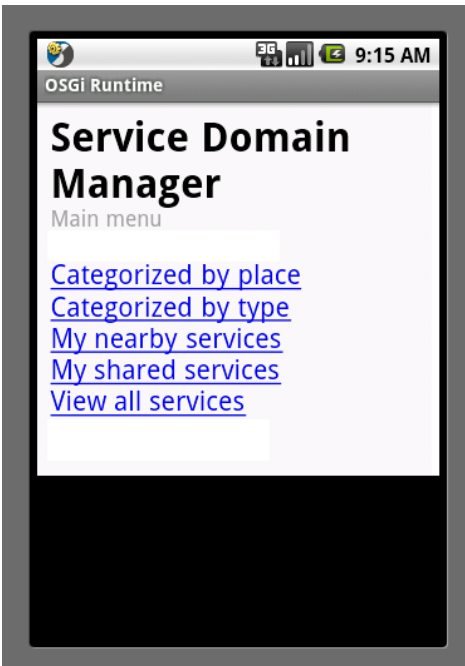 3G 9:15 AM
OSGi Runtime
Service Domain
Manager
Main menu
Categorized by place
Categorized by type
My nearby services
My shared services
View all services